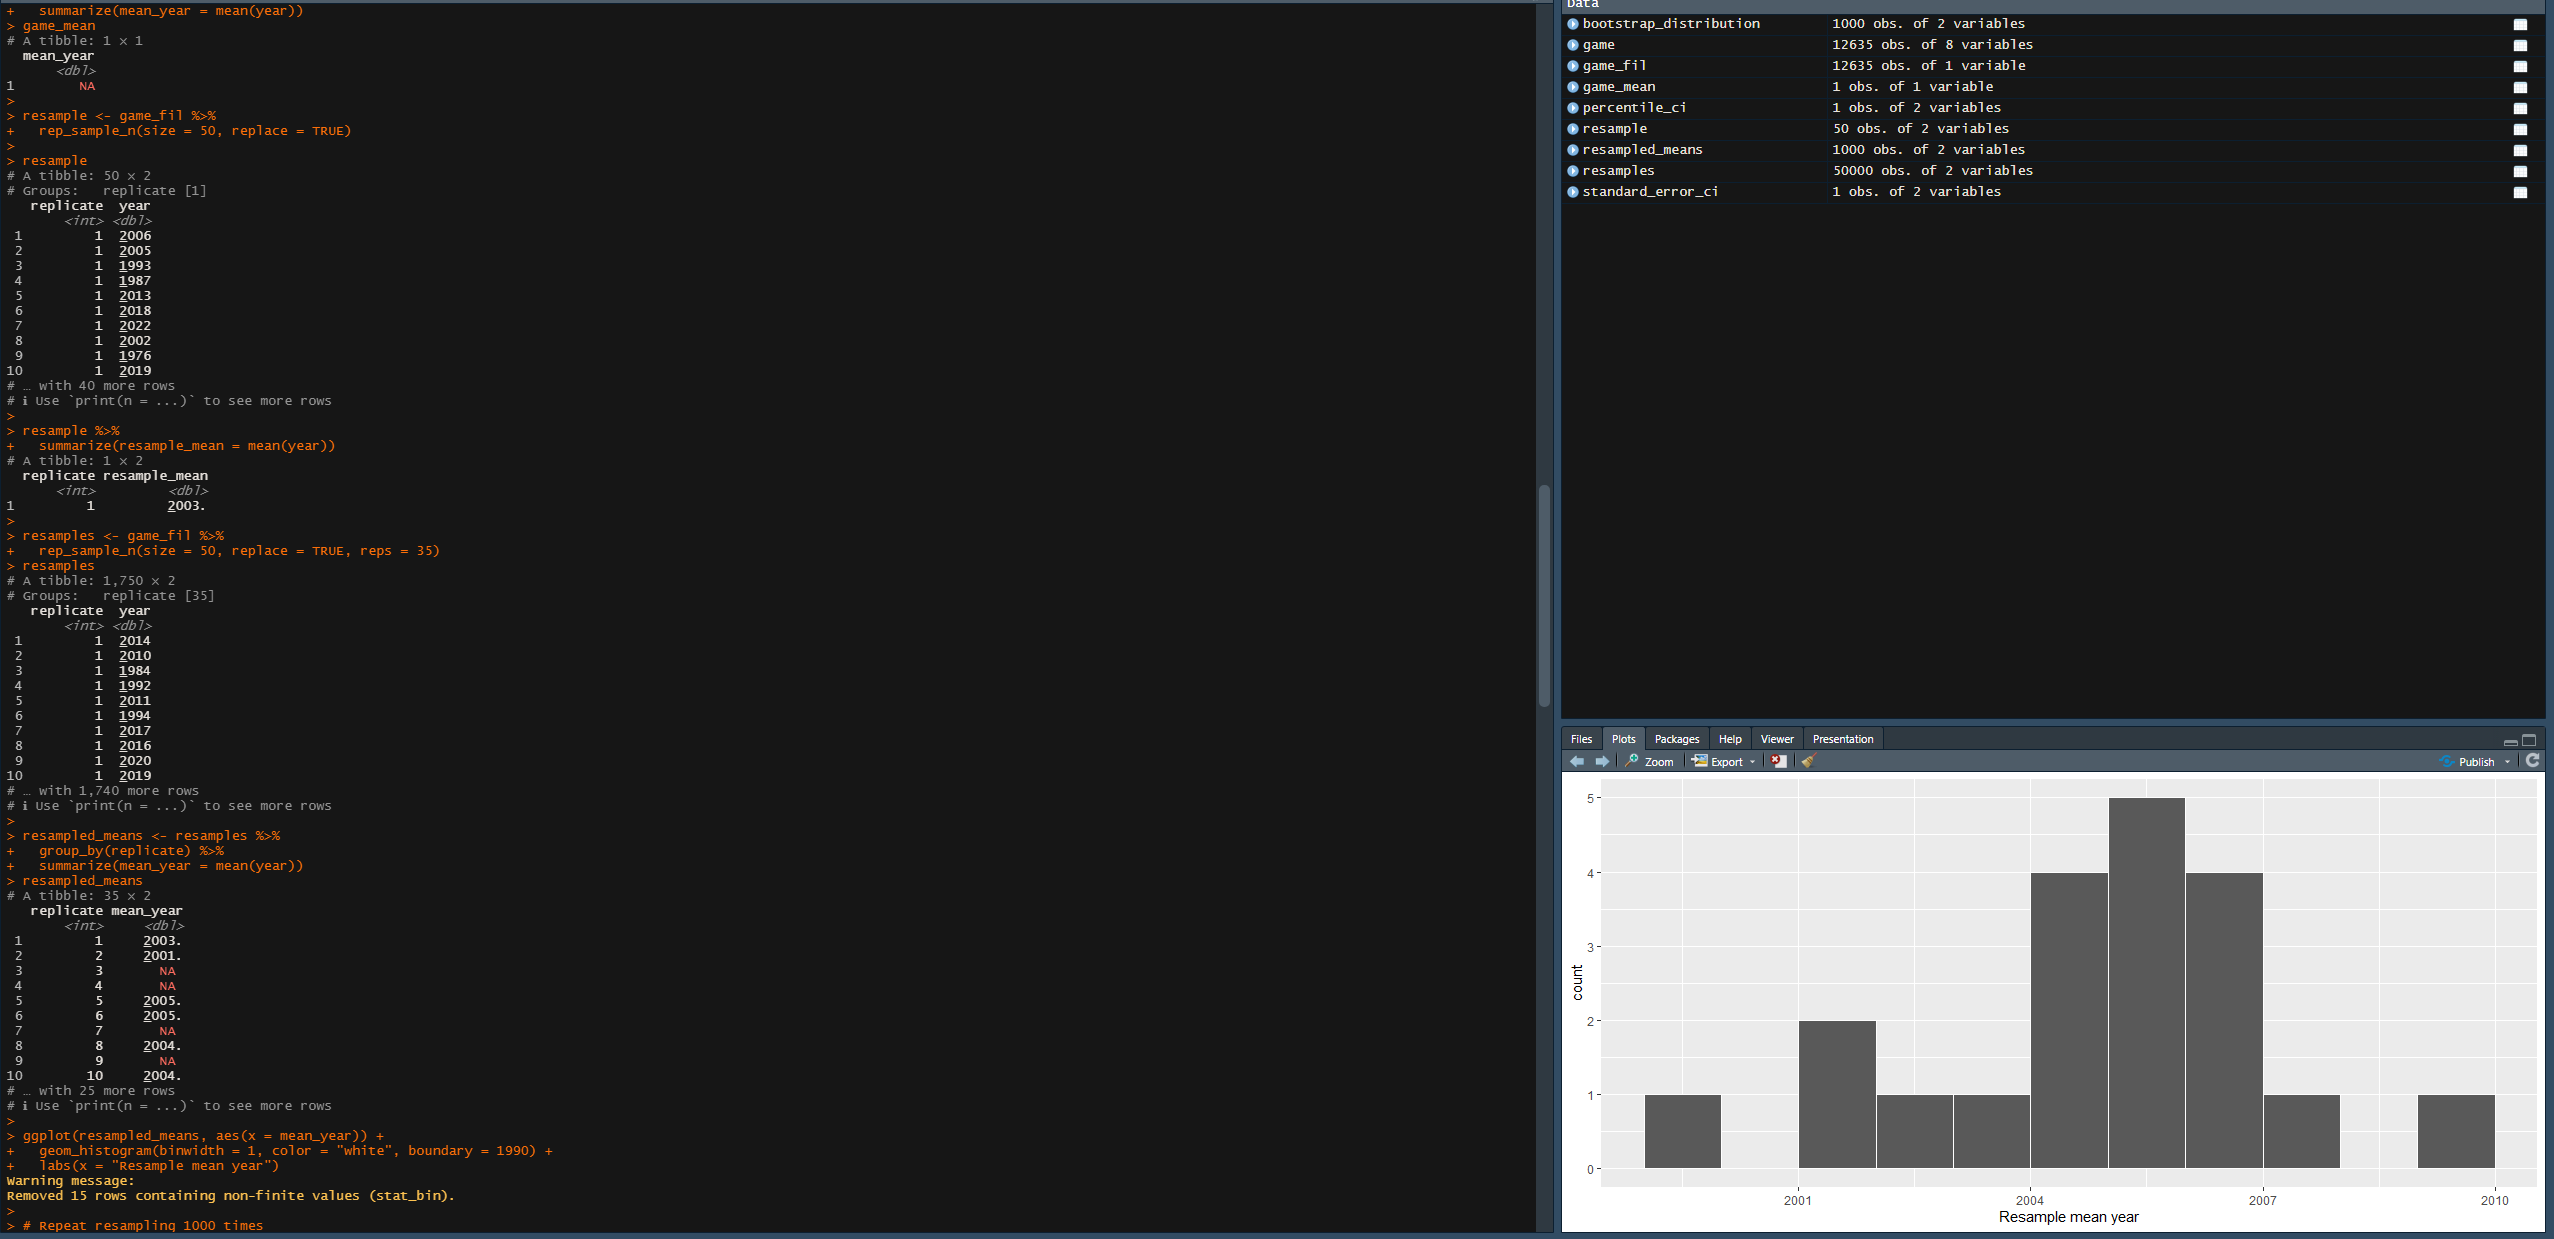 +   summarize(mean_year = mean(year))
> game_mean
# A tibble: 1 × 1
  mean_year
      <dbl>
1        NA
>
> resample <- game_fil %>%
+   rep_sample_n(size = 50, replace = TRUE)
>
> resample
# A tibble: 50 × 2
# Groups:   replicate [1]
   replicate  year
       <int> <dbl>
 1         1  2006
 2         1  2005
 3         1  1993
 4         1  1987
 5         1  2013
 6         1  2018
 7         1  2022
 8         1  2002
 9         1  1976
10         1  2019
# … with 40 more rows
# ℹ Use `print(n = ...)` to see more rows
>
> resample %>%
+   summarize(resample_mean = mean(year))
# A tibble: 1 × 2
  replicate resample_mean
      <int>         <dbl>
1         1         2003.
>
> resamples <- game_fil %>%
+   rep_sample_n(size = 50, replace = TRUE, reps = 35)
> resamples
# A tibble: 1,750 × 2
# Groups:   replicate [35]
   replicate  year
       <int> <dbl>
 1         1  2014
 2         1  2010
 3         1  1984
 4         1  1992
 5         1  2011
 6         1  1994
 7         1  2017
 8         1  2016
 9         1  2020
10         1  2019
# … with 1,740 more rows
# ℹ Use `print(n = ...)` to see more rows
>
> resampled_means <- resamples %>%
+   group_by(replicate) %>%
+   summarize(mean_year = mean(year))
> resampled_means
# A tibble: 35 × 2
   replicate mean_year
       <int>     <dbl>
 1         1     2003.
 2         2     2001.
 3         3       NA
 4         4       NA
 5         5     2005.
 6         6     2005.
 7         7       NA
 8         8     2004.
 9         9       NA
10        10     2004.
# … with 25 more rows
# ℹ Use `print(n = ...)` to see more rows
>
> ggplot(resampled_means, aes(x = mean_year)) +
+   geom_histogram(binwidth = 1, color = "white", boundary = 1990) +
+   labs(x = "Resample mean year")
Warning message:
Removed 15 rows containing non-finite values (stat_bin).
>
> # Repeat resampling 1000 times
Data
bootstrap_distribution 1000 obs. of 2 variables
game 12635 obs. of 8 variables
game_fil 12635 obs. of 1 variable
game_mean 1 obs. of 1 variable
percentile_ci 1 obs. of 2 variables
resample 50 obs. of 2 variables
resampled_means 1000 obs. of 2 variables
resamples 50000 obs. of 2 variables
standard_error_ci 1 obs. of 2 variables
Files Plots Packages Help Viewer Presentation
Zoom Export Publish
5
4
3
2
1
0
count
2001 2004 2007 2010
Resample mean year